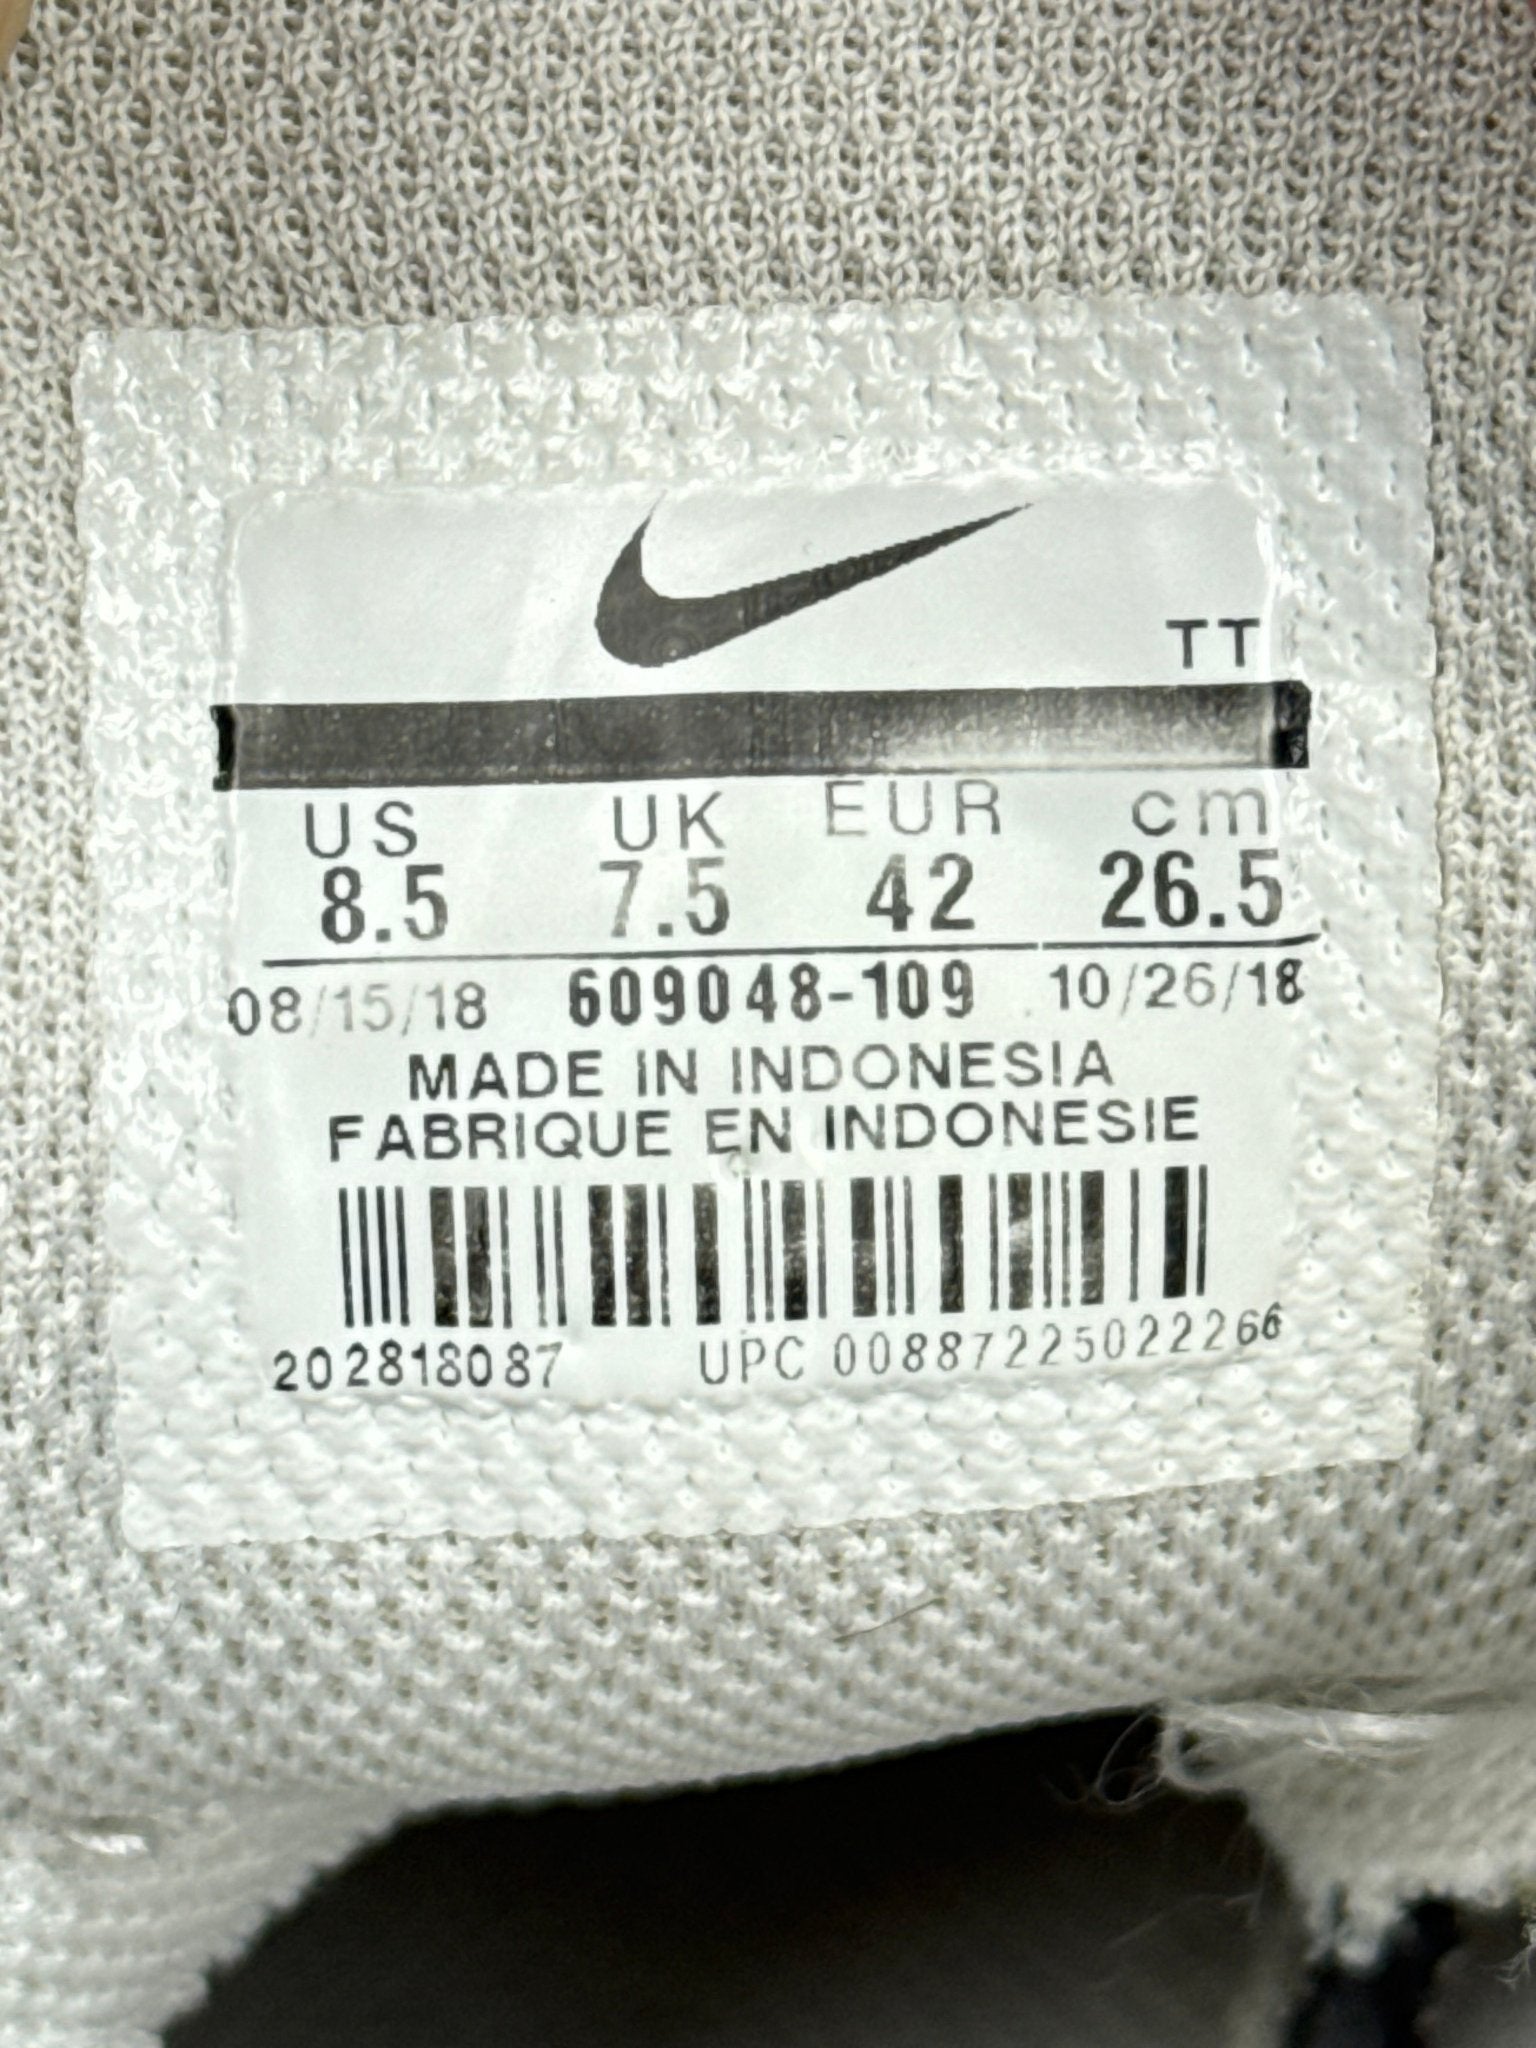 TT
US UK EUR cm
8.5 7.5 42 26.5
08/15/18 609048-109 10/26/18
MADE IN INDONESIA
FABRIQUE EN INDONESIE
202818087 UPC 00887225022266